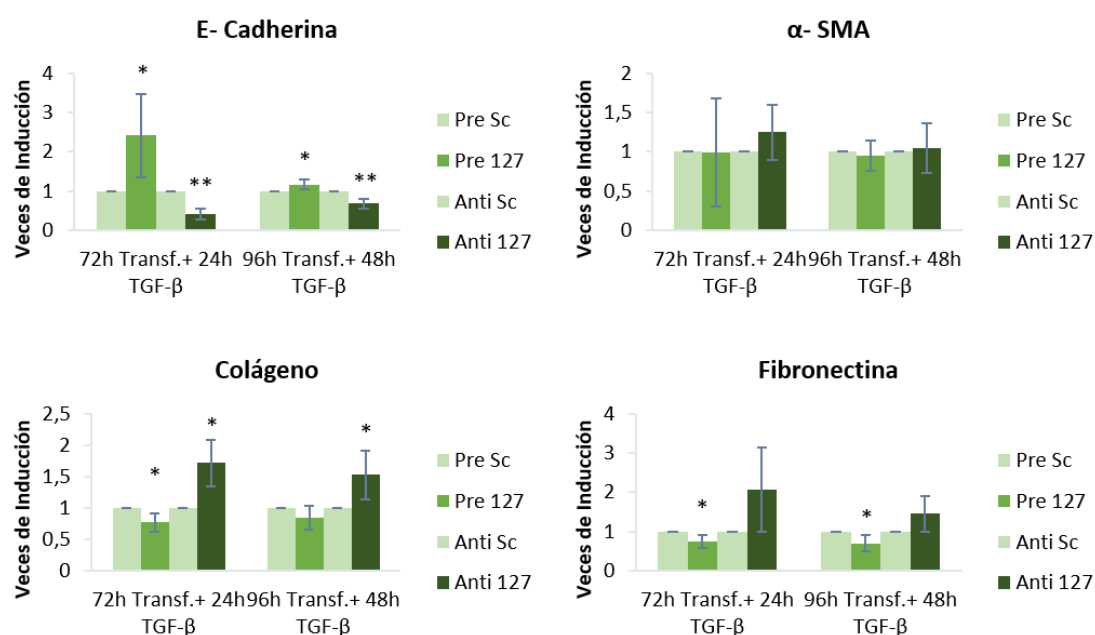 E- Cadherina
Veces de Inducción
4
3
2
1
0
*
**
*
**
72h Transf.+ 24h
TGF-β
96h Transf.+ 48h
TGF-β
Pre Sc
Pre 127
Anti Sc
Anti 127
α- SMA
Veces de Inducción
2
1,5
1
0,5
0
72h Transf.+ 24h
TGF-β
96h Transf.+ 48h
TGF-β
Pre Sc
Pre 127
Anti Sc
Anti 127
Colágeno
Veces de Inducción
2,5
2
1,5
1
0,5
0
*
*
*
72h Transf.+ 24h
TGF-β
96h Transf.+ 48h
TGF-β
Pre Sc
Pre 127
Anti Sc
Anti 127
Fibronectina
Veces de Inducción
4
3
2
1
0
*
*
72h Transf.+ 24h
TGF-β
96h Transf.+ 48h
TGF-β
Pre Sc
Pre 127
Anti Sc
Anti 127